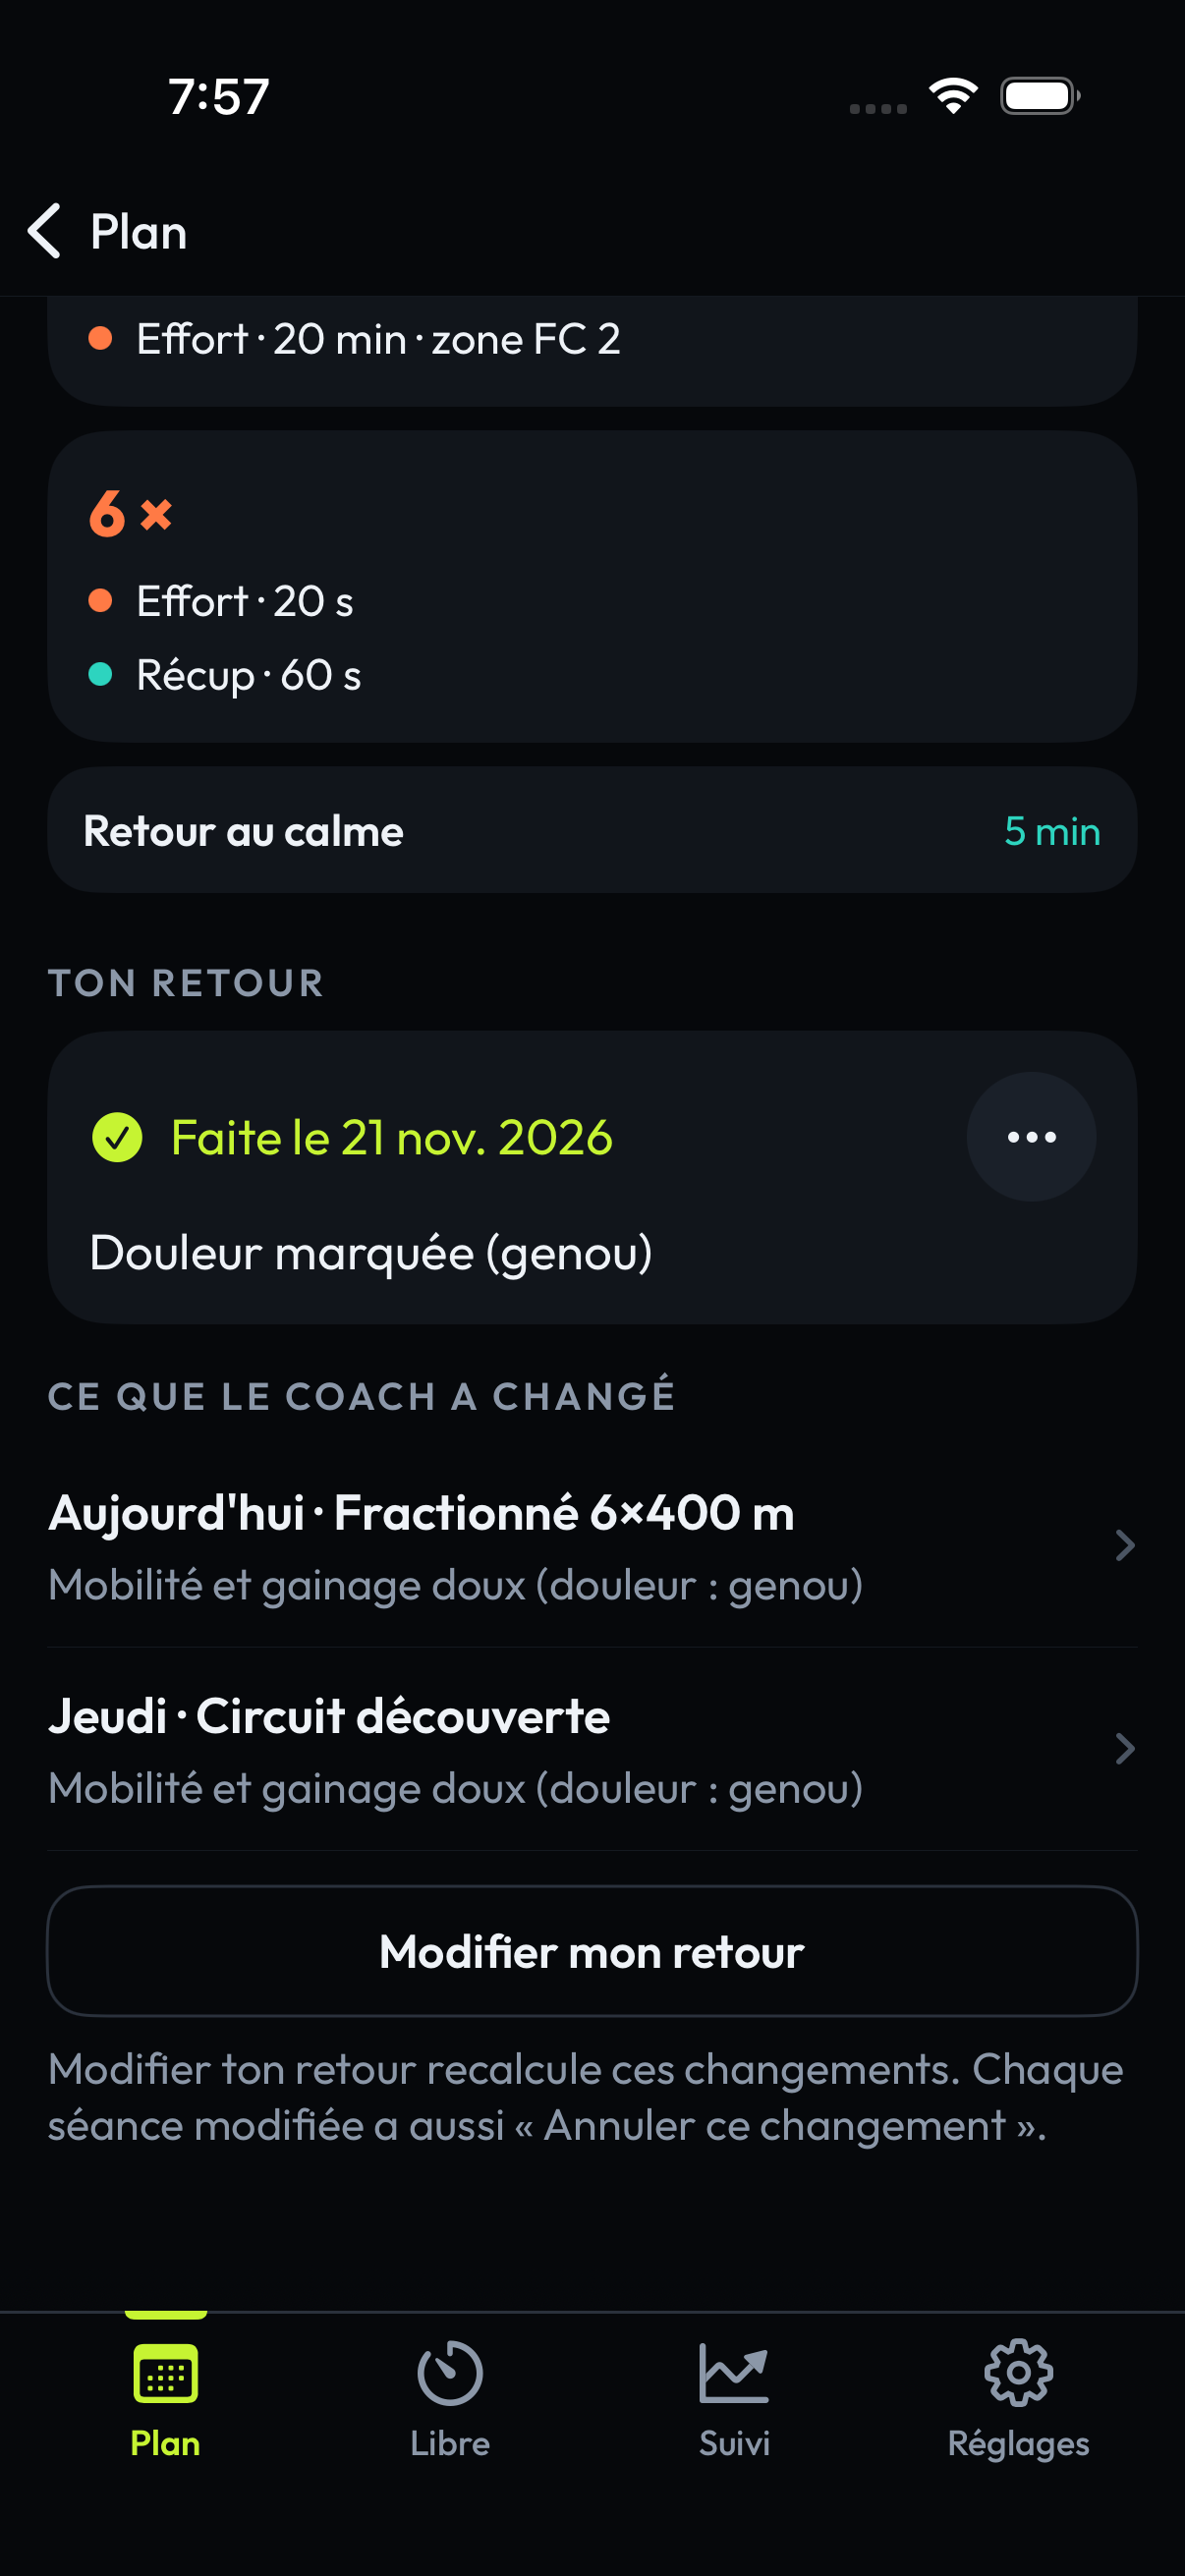 7:57
Plan
Effort · 20 min · zone FC 2
6 ×
Effort · 20 s
Récup · 60 s
Retour au calme
5 min
TON RETOUR
Faite le 21 nov. 2026
Douleur marquée (genou)
CE QUE LE COACH A CHANGÉ
Aujourd'hui · Fractionné 6×400 m
Mobilité et gainage doux (douleur : genou)
Jeudi · Circuit découverte
Mobilité et gainage doux (douleur : genou)
Modifier mon retour
Modifier ton retour recalcule ces changements. Chaque
séance modifiée a aussi « Annuler ce changement ».
Plan
Libre
Suivi
Réglages